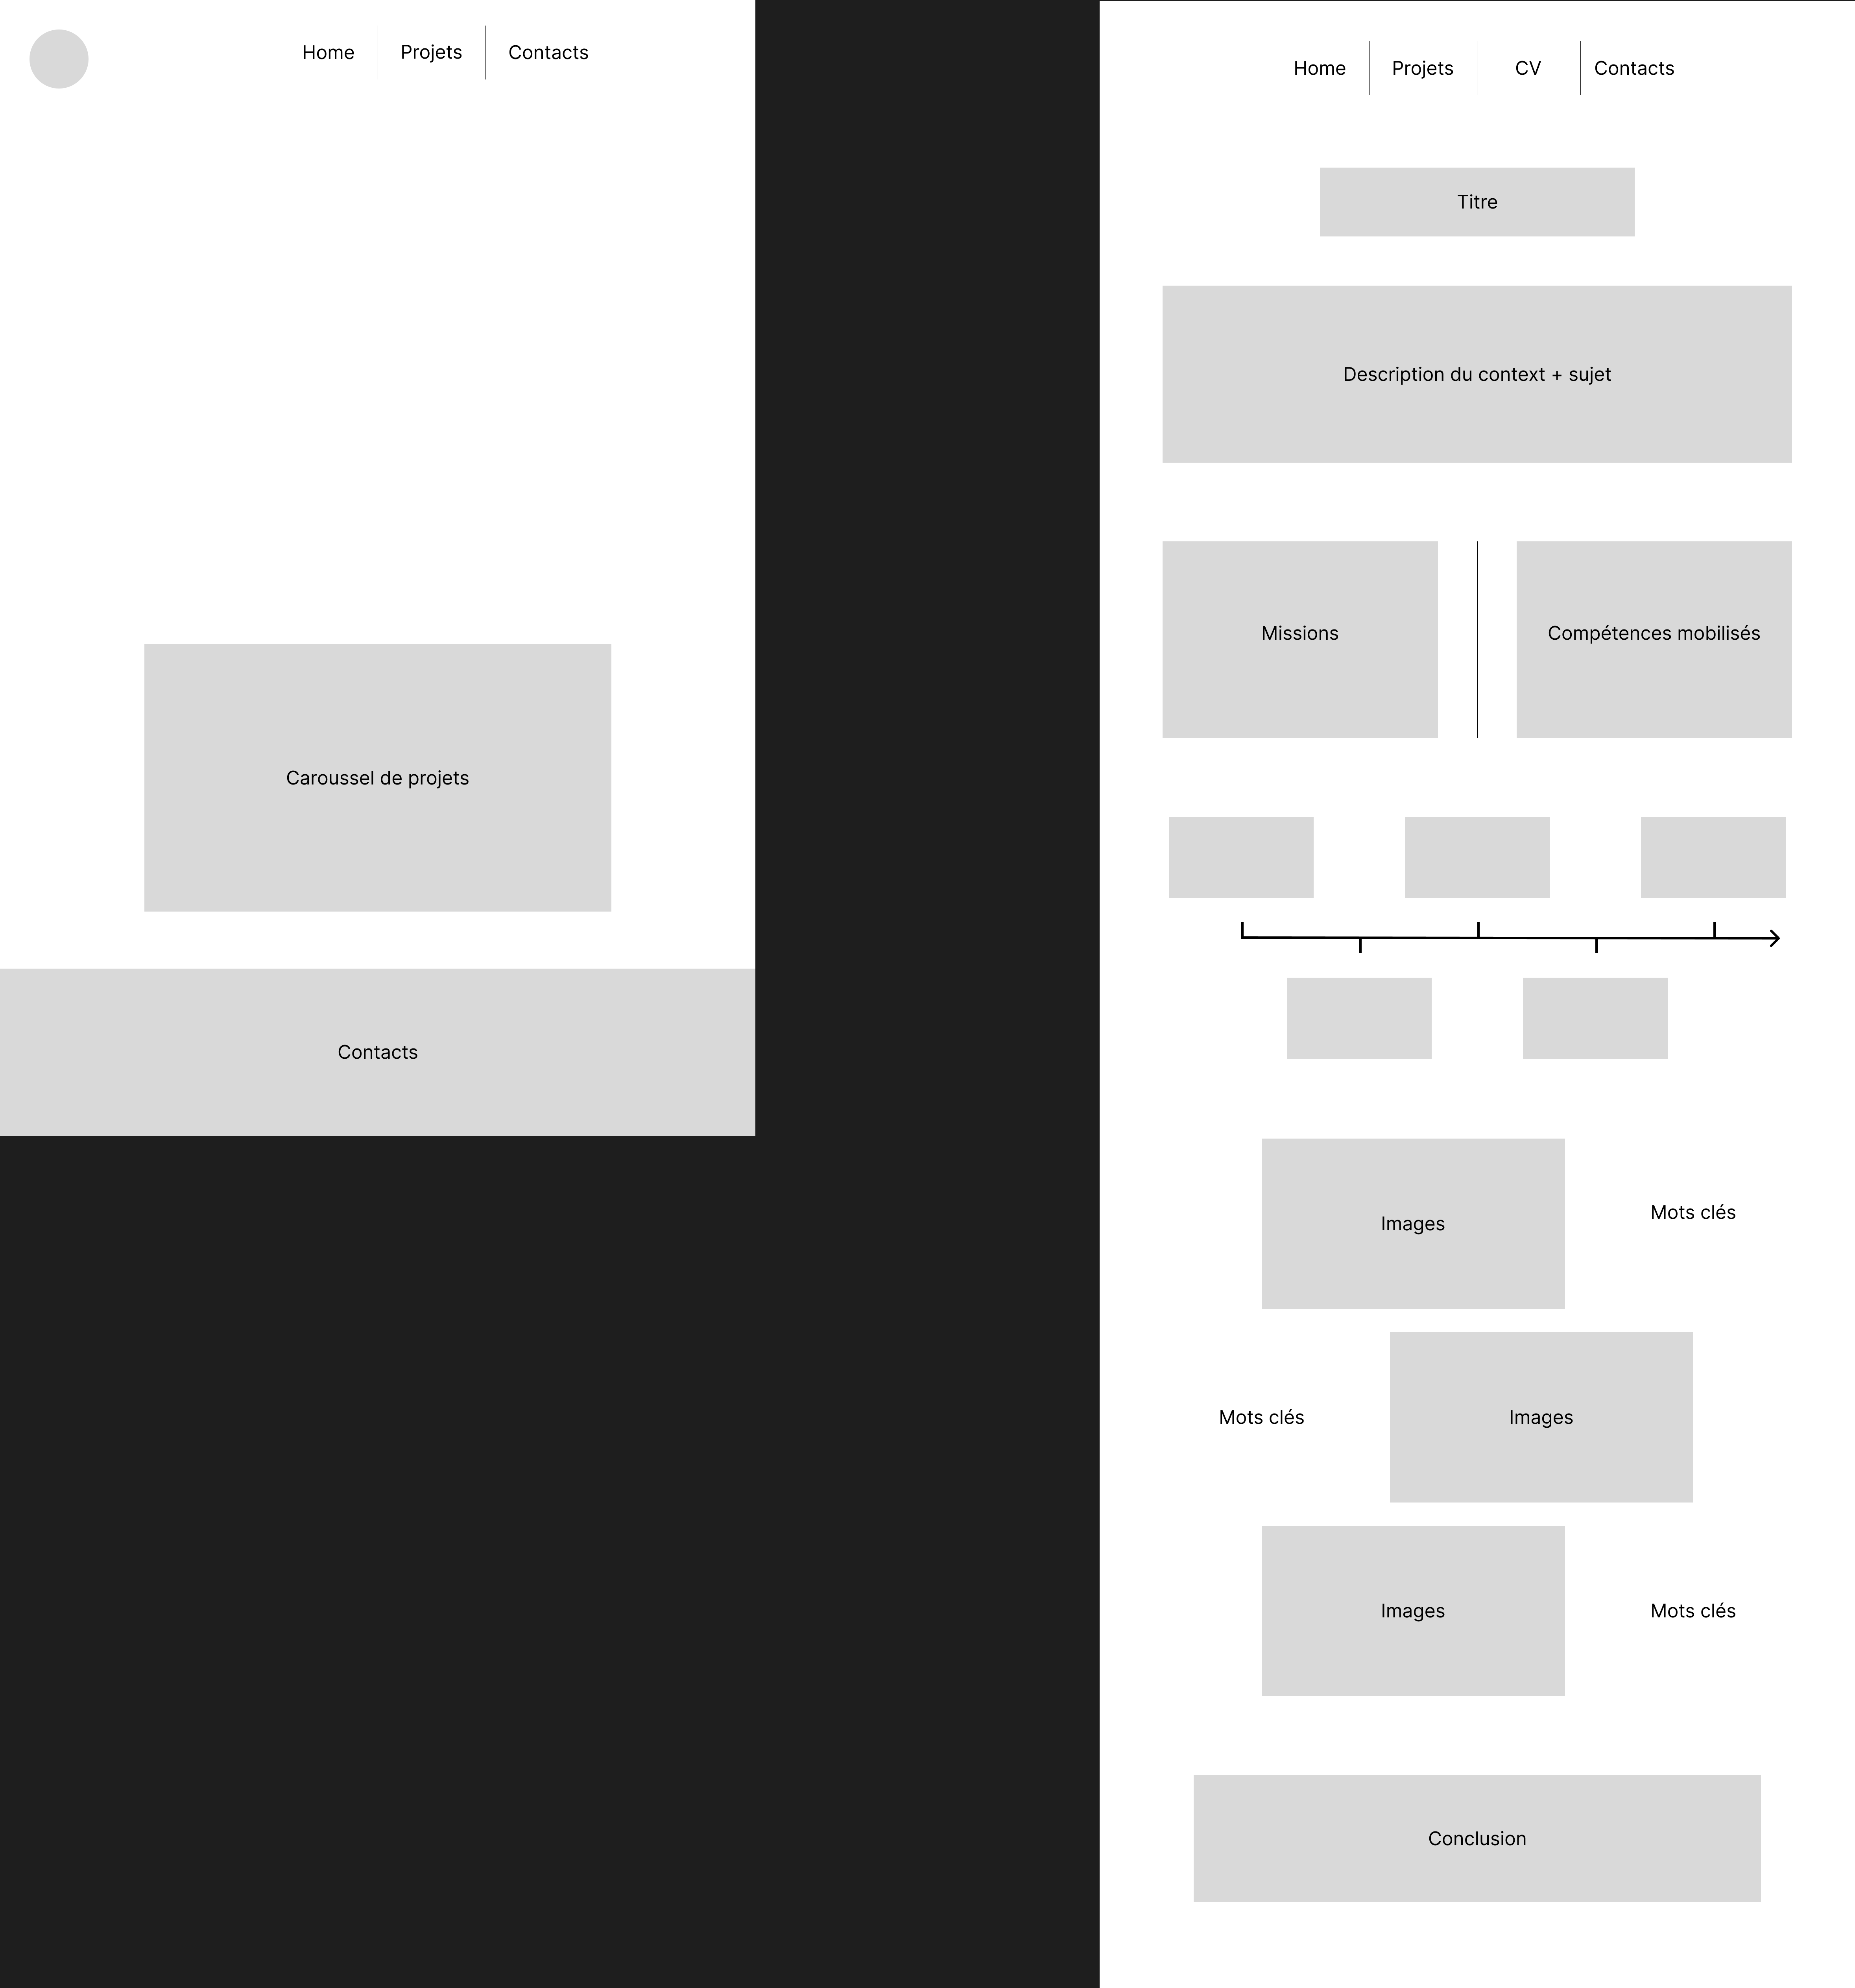 Home
Projets
Contacts
Caroussel de projets
Contacts
Home
Projets
CV
Contacts
Titre
Description du context + sujet
Missions
Compétences mobilisés
Images
Mots clés
Mots clés
Images
Images
Mots clés
Conclusion